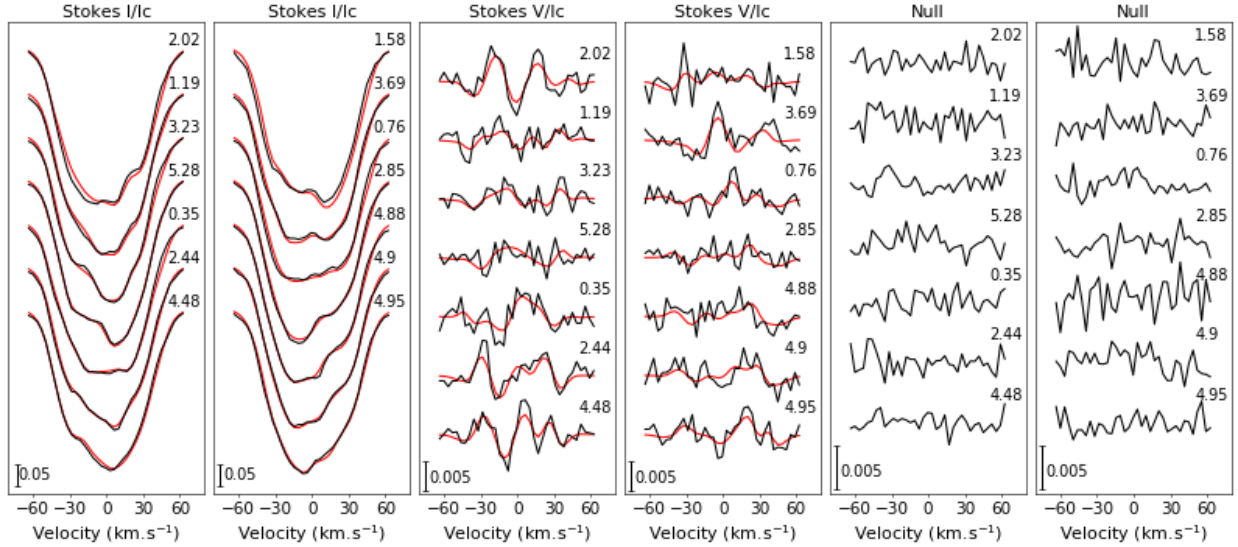 Stokes I/Ic
2.02
1.19
3.23
5.28
0.35
2.44
4.48
0.05
−60 −30 0 30 60
Velocity (km.s⁻¹)
Stokes I/Ic
1.58
3.69
0.76
2.85
4.88
4.9
4.95
0.05
−60 −30 0 30 60
Velocity (km.s⁻¹)
Stokes V/Ic
2.02
1.19
3.23
5.28
0.35
2.44
4.48
0.005
−60 −30 0 30 60
Velocity (km.s⁻¹)
Stokes V/Ic
1.58
3.69
0.76
2.85
4.88
4.9
4.95
0.005
−60 −30 0 30 60
Velocity (km.s⁻¹)
Null
2.02
1.19
3.23
5.28
0.35
2.44
4.48
0.005
−60 −30 0 30 60
Velocity (km.s⁻¹)
Null
1.58
3.69
0.76
2.85
4.88
4.9
4.95
0.005
−60 −30 0 30 60
Velocity (km.s⁻¹)